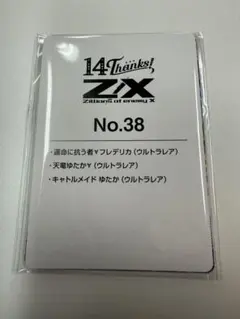 14 Thanks!
Z/X
Zillions of enemy X
No.38
・運命に抗う者Ұフレデリカ (ウルトラレア)
・天竜ゆたかҰ (ウルトラレア)
・キャトルメイド ゆたか (ウルトラレア)